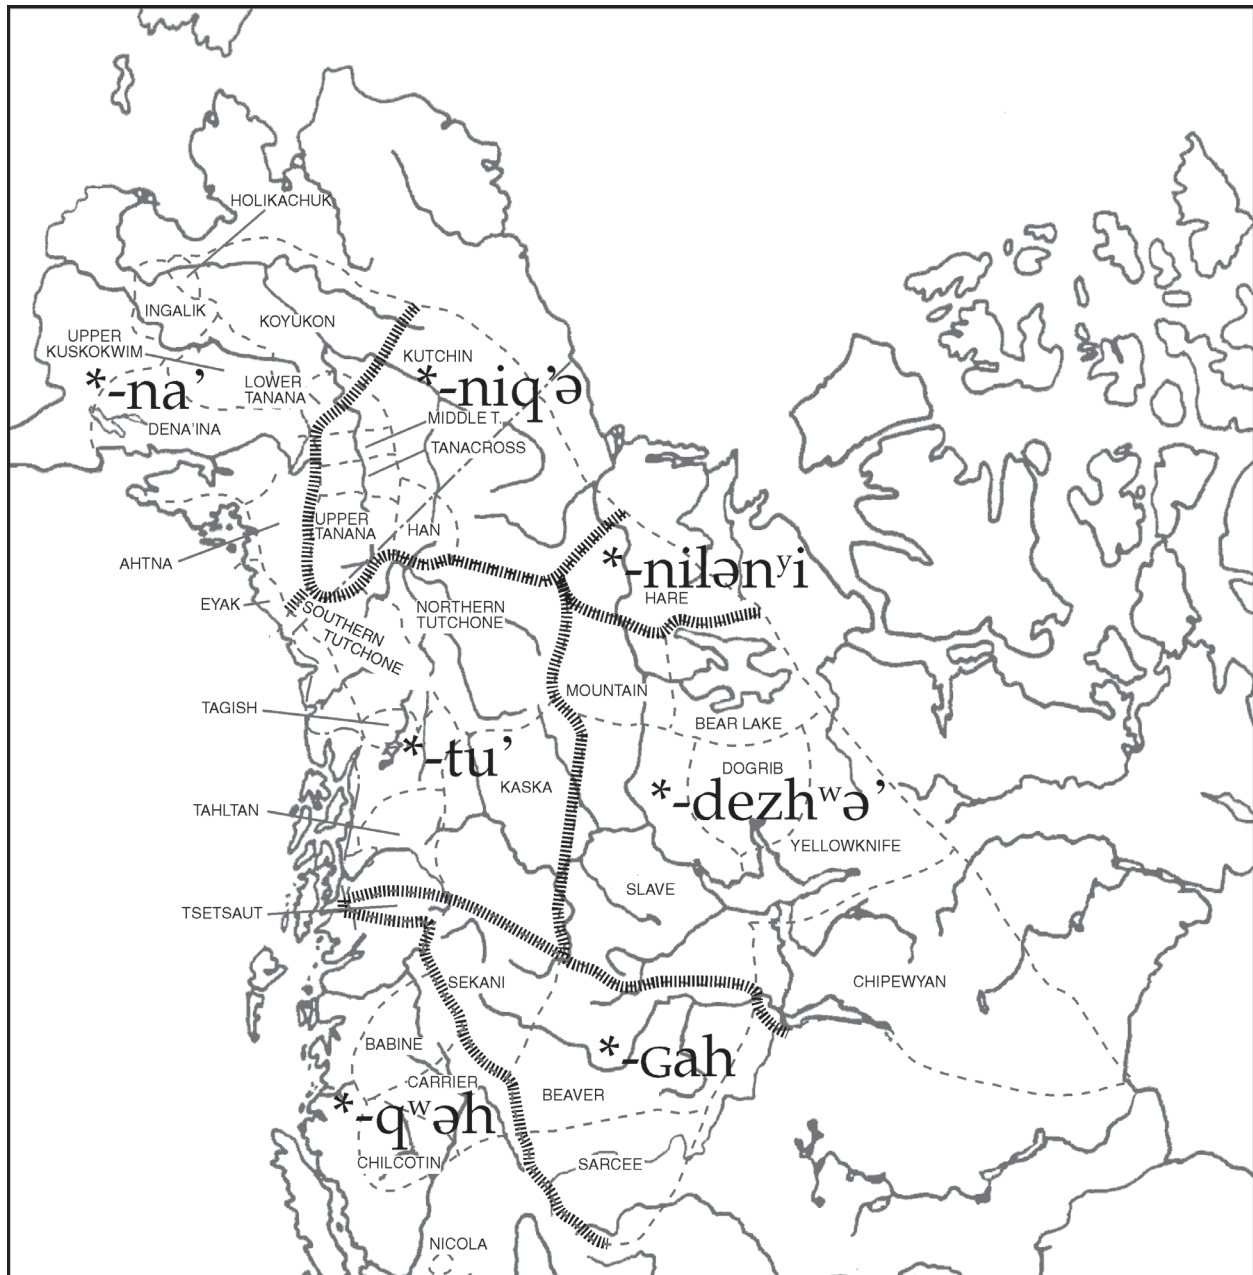 HOLIKACHUK
INGALIK
KOYUKON
UPPER
KUSKOKWIM
KUTCHIN
*-na’
LOWER
TANANA
*-niq’ə
MIDDLE T.
DENA’INA
TANACROSS
UPPER
TANANA
HAN
AHTNA
*-nilənʸi
HARE
EYAK
SOUTHERN
TUTCHONE
NORTHERN
TUTCHONE
MOUNTAIN
TAGISH
BEAR LAKE
*-tu’
KASKA
DOGRIB
*-dezhʷə’
TAHLTAN
YELLOWKNIFE
SLAVE
TSETSAUT
SEKANI
CHIPEWYAN
BABINE
*-ɢah
CARRIER
BEAVER
*-qʷəh
CHILCOTIN
SARCEE
NICOLA